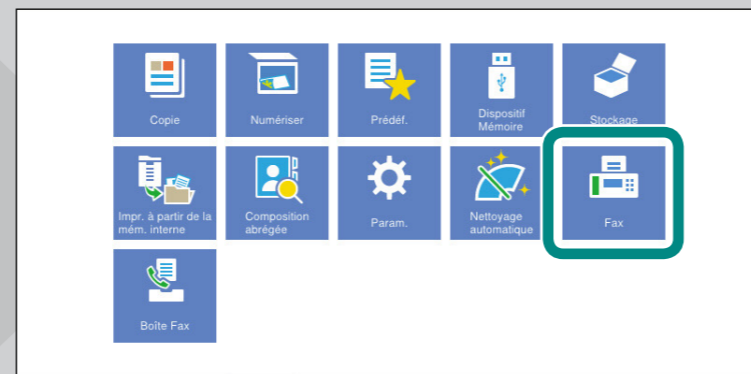 Copie
Numériser
Prédéf.
Dispositif
Mémoire
Stockage
Impr. à partir de la
mém. interne
Composition
abrégée
Param.
Nettoyage
automatique
Fax
Boîte Fax